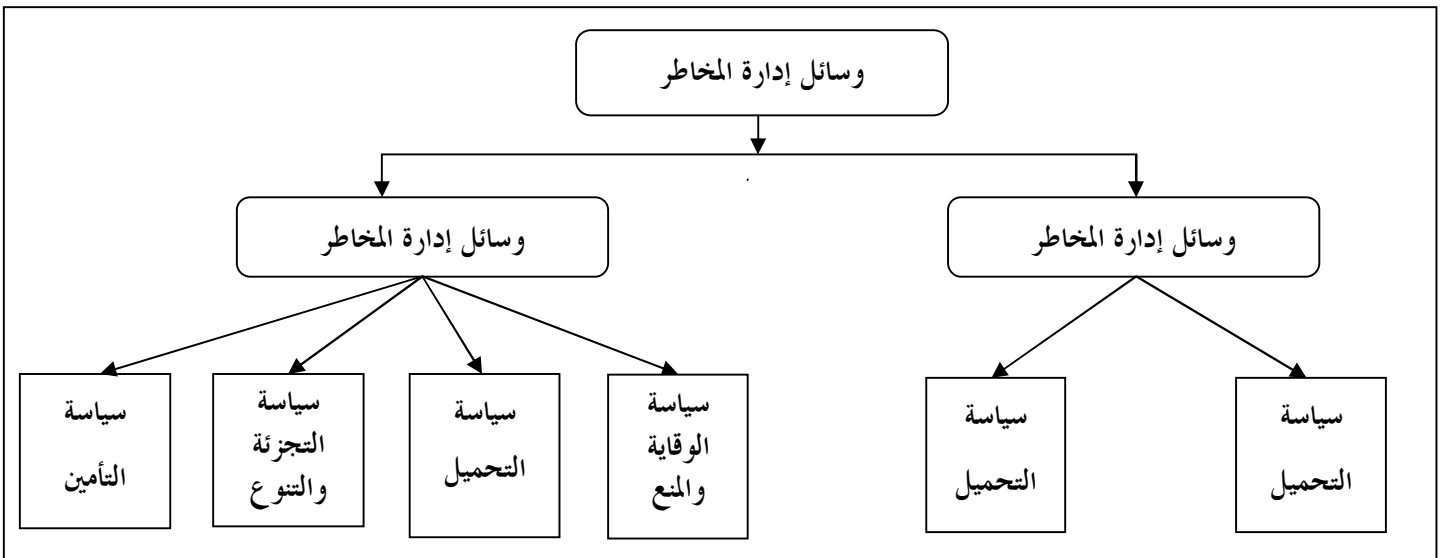 وسائل إدارة المخاطر
وسائل إدارة المخاطر
وسائل إدارة المخاطر
سياسة
التحميل
سياسة
التحميل
سياسة
الوقاية
والمنع
سياسة
التحميل
سياسة
التجزئة
والتنوع
سياسة
التأمين